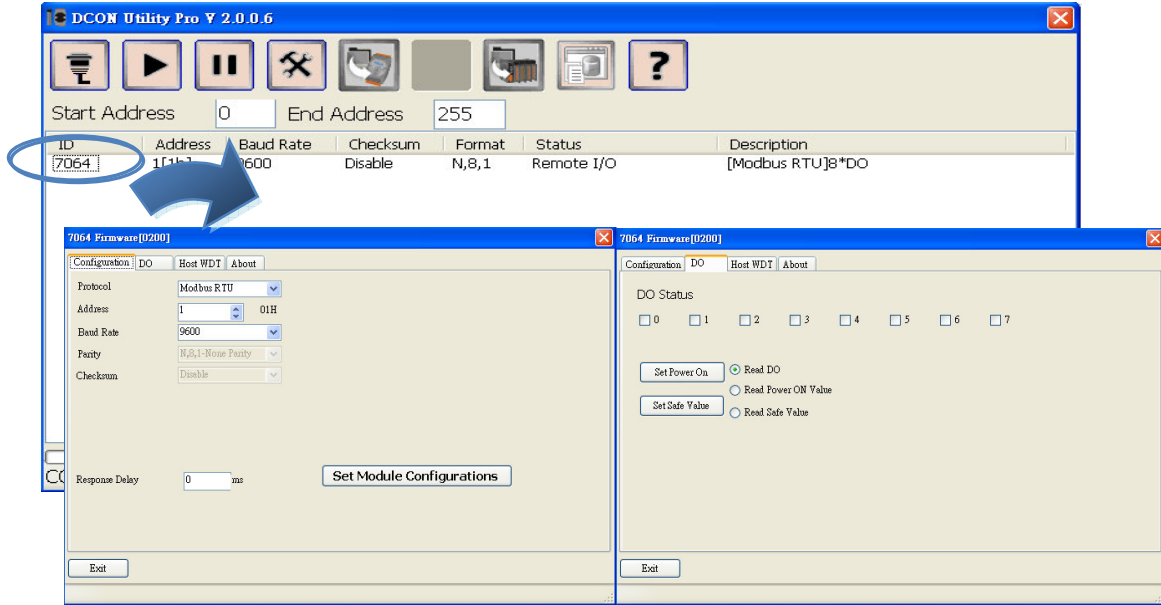 DCON Utility Pro V 2.0.0.6
Start Address 0 End Address 255
ID Address Baud Rate Checksum Format Status Description
7064 1[1h] 9600 Disable N,8,1 Remote I/O [Modbus RTU]8*DO
7064 Firmware[0200]
Configuration DO Host WDT About
Protocol Modbus RTU
Address 1 01H
Baud Rate 9600
Parity N,8,1-None Parity
Checksum Disable
Response Delay 0 ms Set Module Configurations
Exit
7064 Firmware[0200]
Configuration DO Host WDT About
DO Status
0 1 2 3 4 5 6 7
Set Power On Read DO
Read Power ON Value
Set Safe Value Read Safe Value
Exit